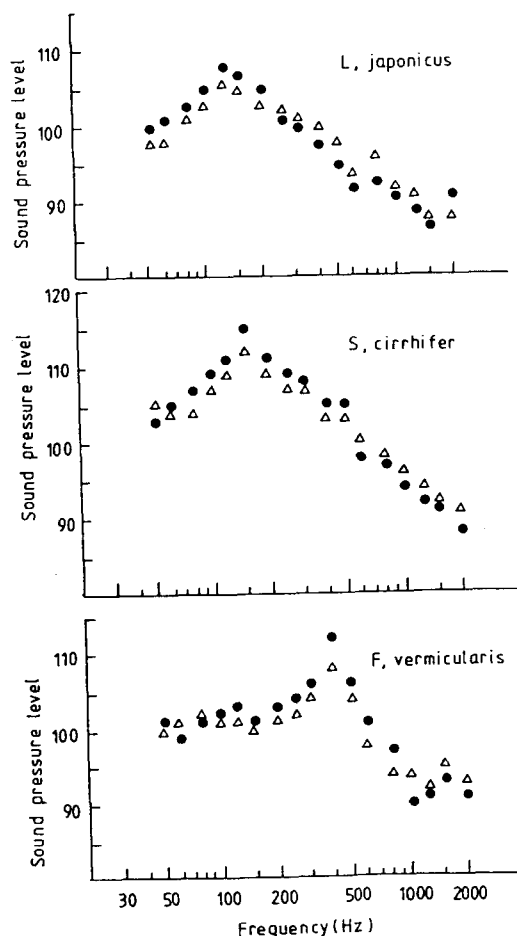 L, japonicus
110
100
90
Sound pressure level
S, cirrhifer
120
110
100
90
Sound pressure level
F, vermicularis
110
100
90
Sound pressure level
30 50 100 200 500 1000 2000
Frequency (Hz)